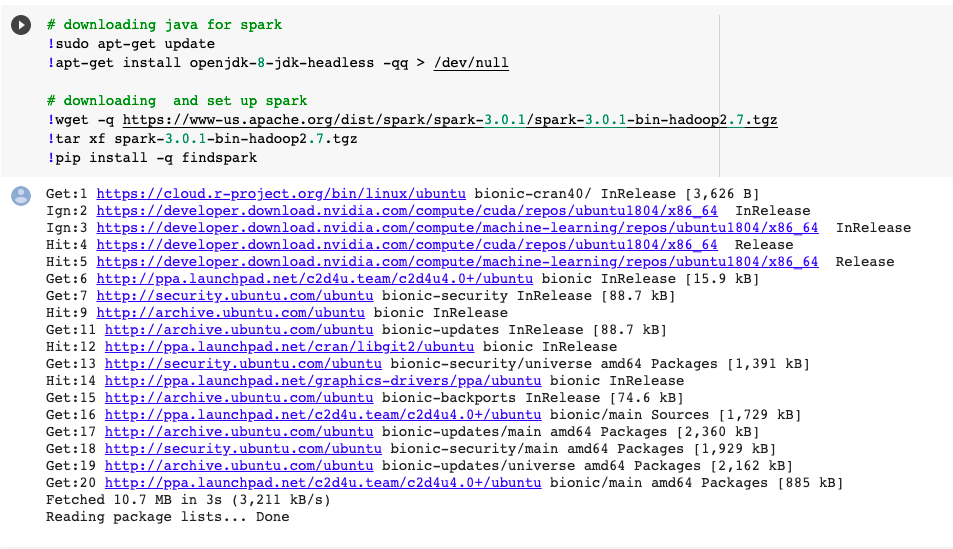 # downloading java for spark
!sudo apt-get update
!apt-get install openjdk-8-jdk-headless -qq > /dev/null
# downloading  and set up spark
!wget -q https://www-us.apache.org/dist/spark/spark-3.0.1/spark-3.0.1-bin-hadoop2.7.tgz
!tar xf spark-3.0.1-bin-hadoop2.7.tgz
!pip install -q findspark
Get:1 https://cloud.r-project.org/bin/linux/ubuntu bionic-cran40/ InRelease [3,626 B]
Ign:2 https://developer.download.nvidia.com/compute/cuda/repos/ubuntu1804/x86_64  InRelease
Ign:3 https://developer.download.nvidia.com/compute/machine-learning/repos/ubuntu1804/x86_64  InRelease
Hit:4 https://developer.download.nvidia.com/compute/cuda/repos/ubuntu1804/x86_64  Release
Hit:5 https://developer.download.nvidia.com/compute/machine-learning/repos/ubuntu1804/x86_64  Release
Get:6 http://ppa.launchpad.net/c2d4u.team/c2d4u4.0+/ubuntu bionic InRelease [15.9 kB]
Get:7 http://security.ubuntu.com/ubuntu bionic-security InRelease [88.7 kB]
Hit:9 http://archive.ubuntu.com/ubuntu bionic InRelease
Get:11 http://archive.ubuntu.com/ubuntu bionic-updates InRelease [88.7 kB]
Hit:12 http://ppa.launchpad.net/cran/libgit2/ubuntu bionic InRelease
Get:13 http://security.ubuntu.com/ubuntu bionic-security/universe amd64 Packages [1,391 kB]
Hit:14 http://ppa.launchpad.net/graphics-drivers/ppa/ubuntu bionic InRelease
Get:15 http://archive.ubuntu.com/ubuntu bionic-backports InRelease [74.6 kB]
Get:16 http://ppa.launchpad.net/c2d4u.team/c2d4u4.0+/ubuntu bionic/main Sources [1,729 kB]
Get:17 http://archive.ubuntu.com/ubuntu bionic-updates/main amd64 Packages [2,360 kB]
Get:18 http://security.ubuntu.com/ubuntu bionic-security/main amd64 Packages [1,929 kB]
Get:19 http://archive.ubuntu.com/ubuntu bionic-updates/universe amd64 Packages [2,162 kB]
Get:20 http://ppa.launchpad.net/c2d4u.team/c2d4u4.0+/ubuntu bionic/main amd64 Packages [885 kB]
Fetched 10.7 MB in 3s (3,211 kB/s)
Reading package lists... Done